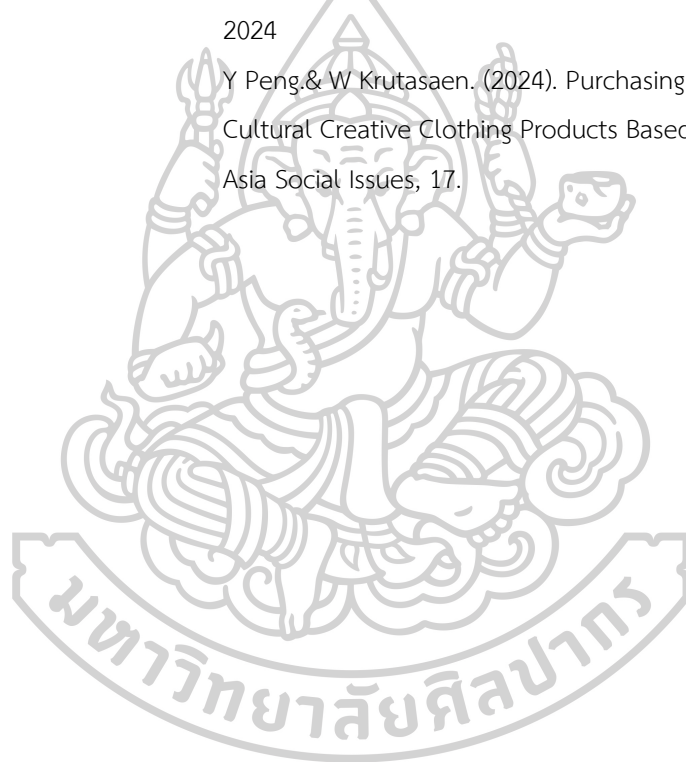 2024
Y Peng.& W Krutasaen. (2024). Purchasing
Cultural Creative Clothing Products Based
Asia Social Issues, 17.
มหาวิทยาลัยศิลปากร